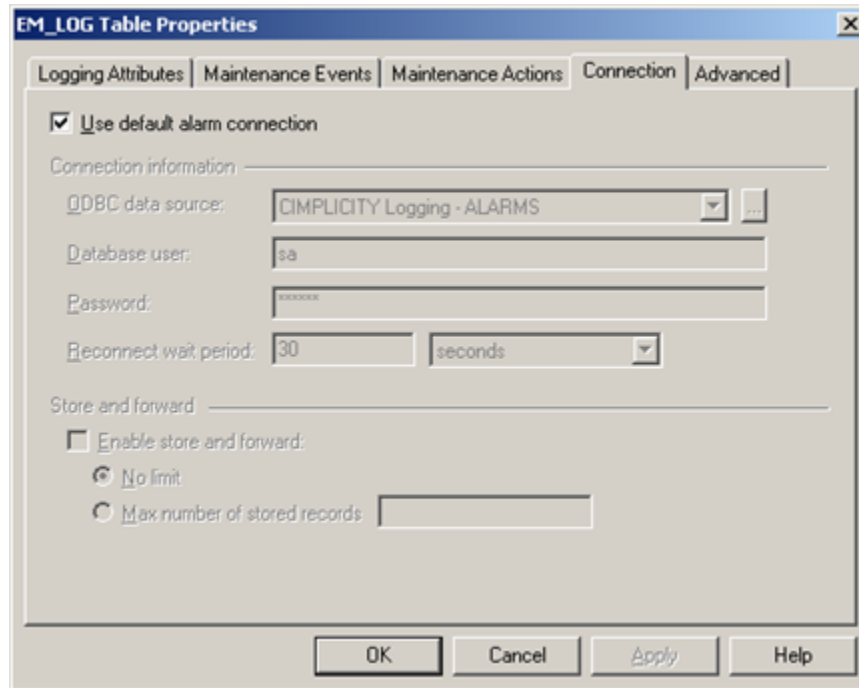 EM_LOG Table Properties
Logging Attributes Maintenance Events Maintenance Actions Connection Advanced
Use default alarm connection
Connection information
ODBC data source: CIMPLICITY Logging - ALARMS ...
Database user: sa
Password: ******
Reconnect wait period: 30 seconds
Store and forward
Enable store and forward:
No limit
Max number of stored records
OK Cancel Apply Help